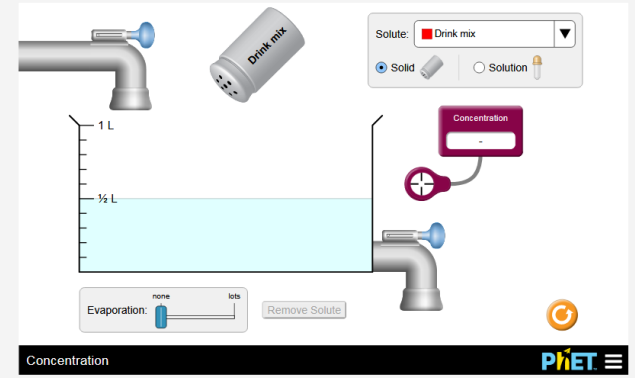 Drink mix
Solute: Drink mix
Solid
Solution
1 L
Concentration
-
½ L
none
lots
Evaporation:
Remove Solute
Concentration
PhET